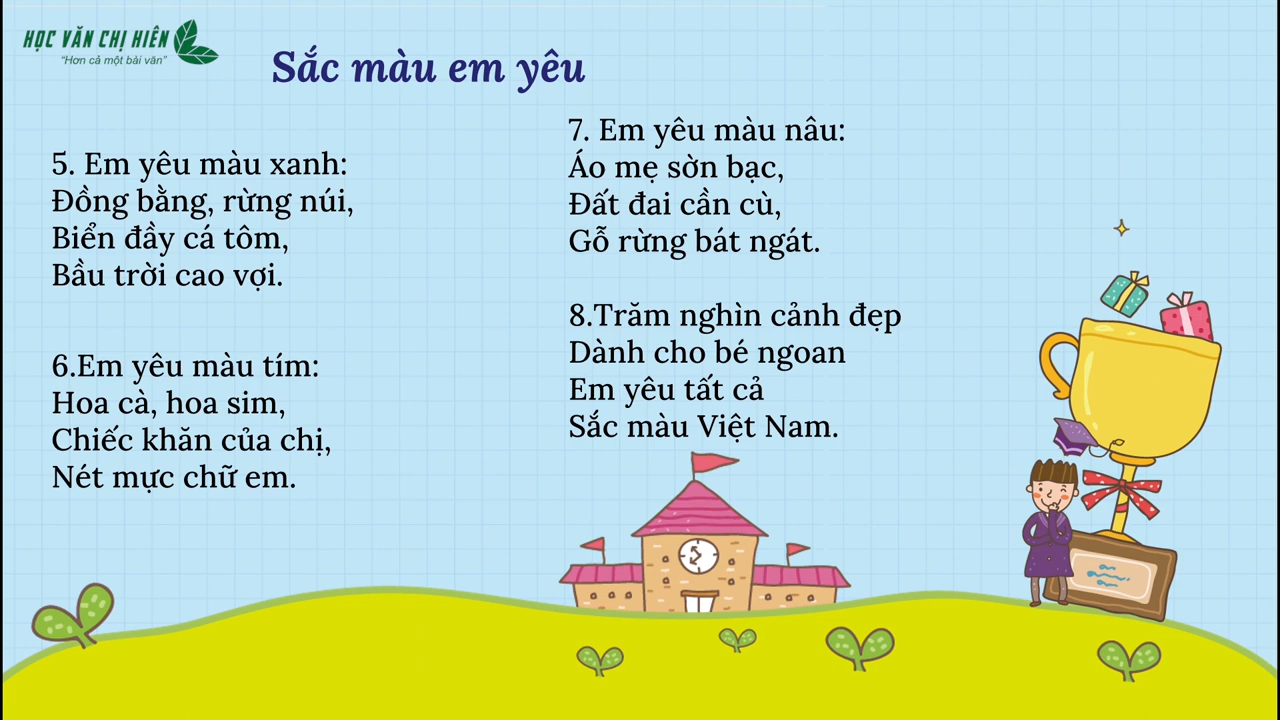 HỌC VĂN CHỊ HIÊN
“Hơn cả một bài văn”
Sắc màu em yêu
5. Em yêu màu xanh:
Đồng bằng, rừng núi,
Biển đầy cá tôm,
Bầu trời cao vợi.
6.Em yêu màu tím:
Hoa cà, hoa sim,
Chiếc khăn của chị,
Nét mực chữ em.
7. Em yêu màu nâu:
Áo mẹ sờn bạc,
Đất đai cần cù,
Gỗ rừng bát ngát.
8.Trăm nghìn cảnh đẹp
Dành cho bé ngoan
Em yêu tất cả
Sắc màu Việt Nam.